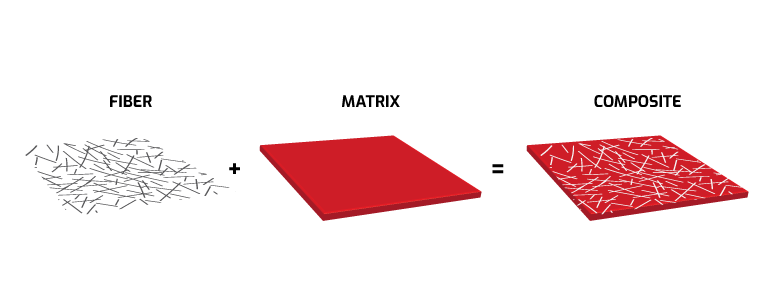 FIBER
MATRIX
COMPOSITE
+
=